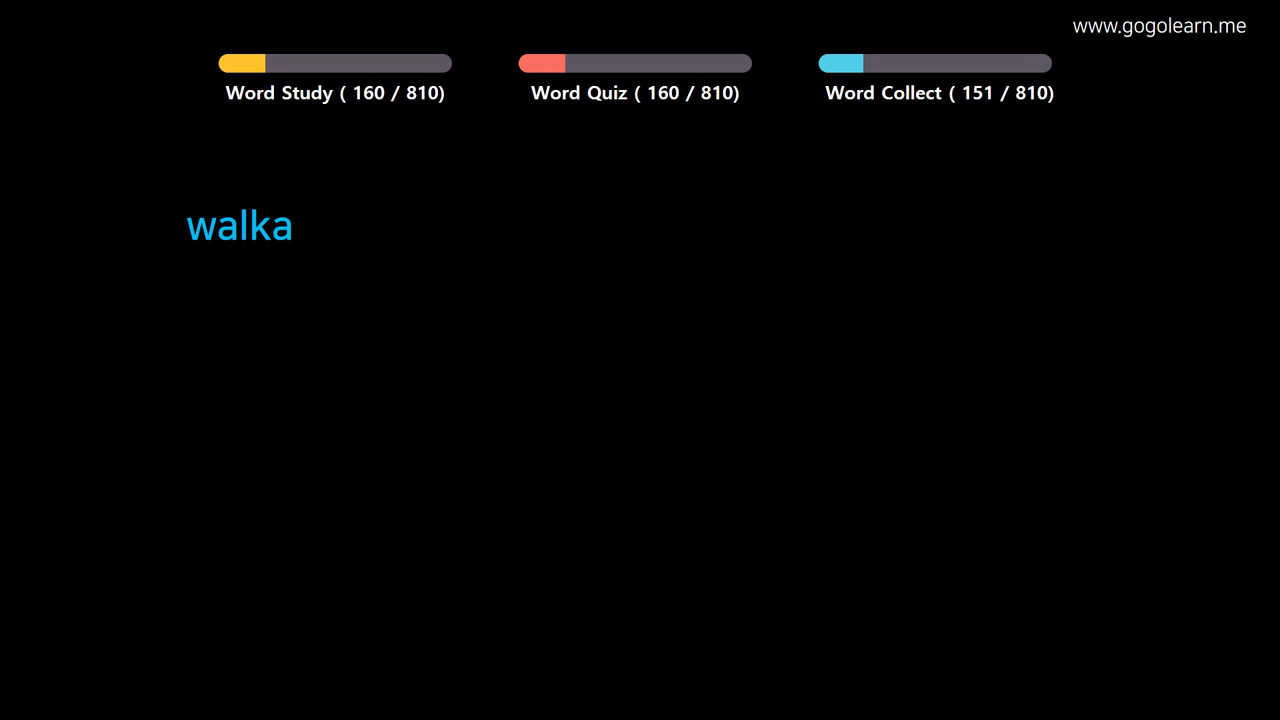 www.gogolearn.me
Word Study ( 160 / 810)
Word Quiz ( 160 / 810)
Word Collect ( 151 / 810)
walka